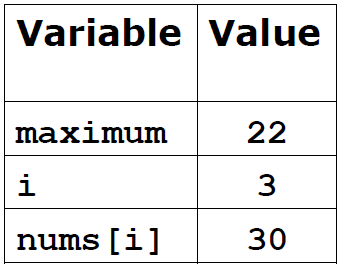 Variable Value
maximum 22
i 3
nums[i] 30